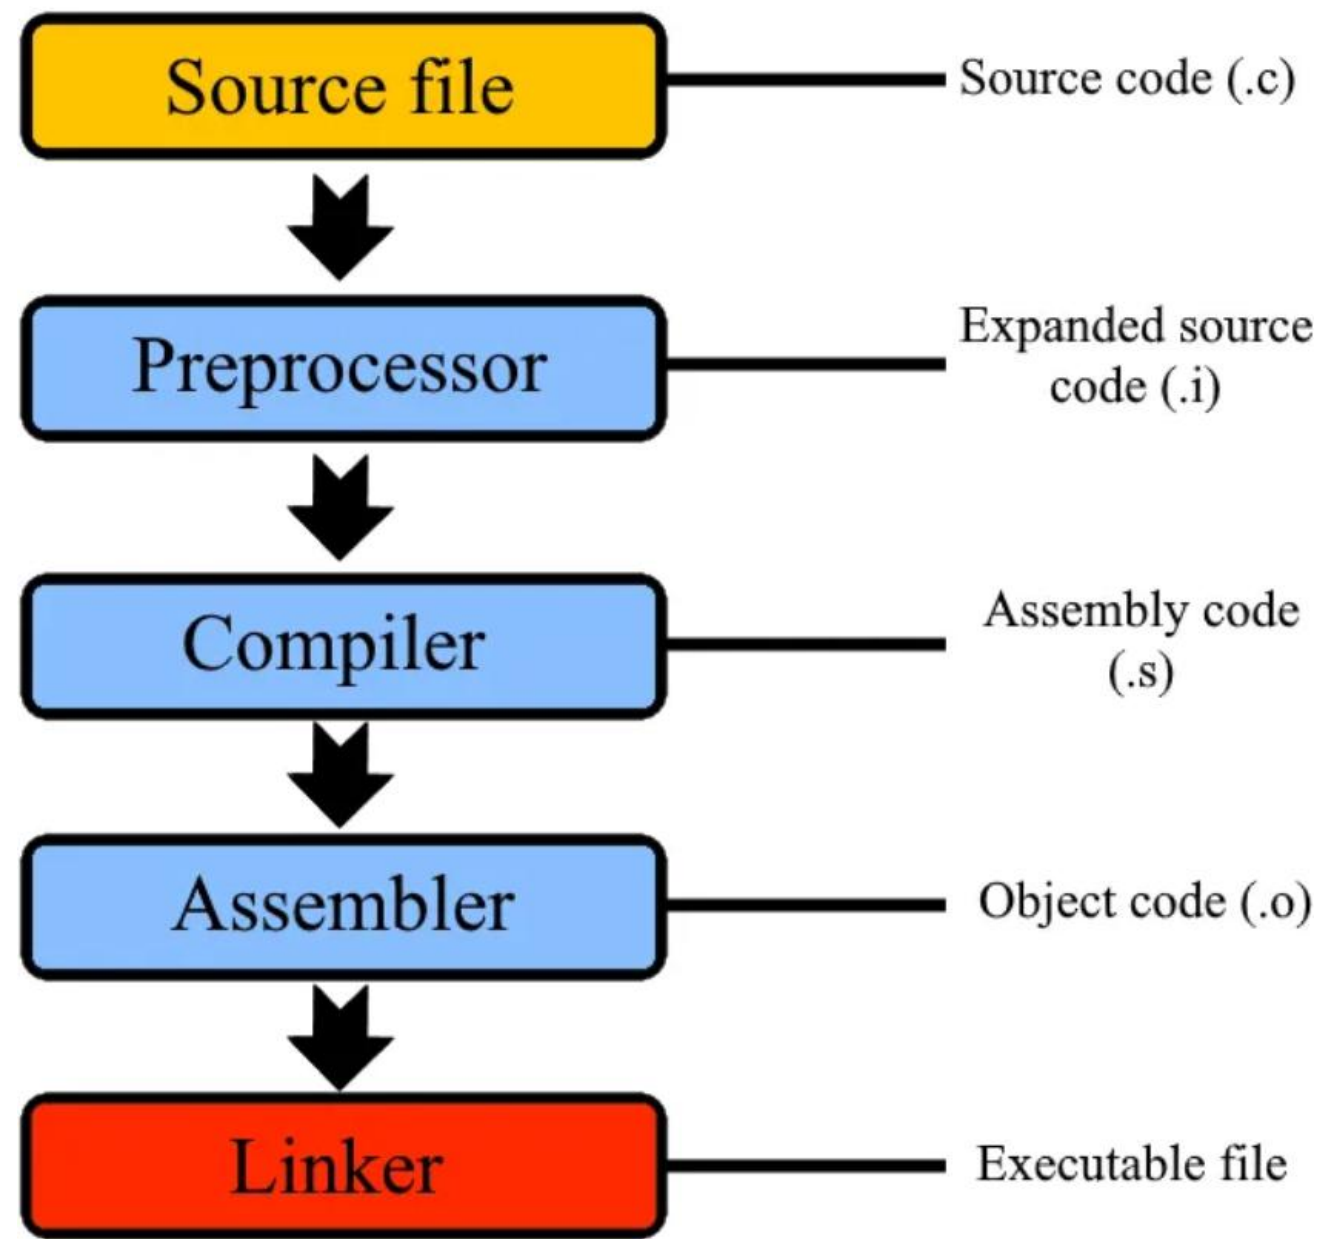 Source file
Source code (.c)
Preprocessor
Expanded source
code (.i)
Compiler
Assembly code
(.s)
Assembler
Object code (.o)
Linker
Executable file